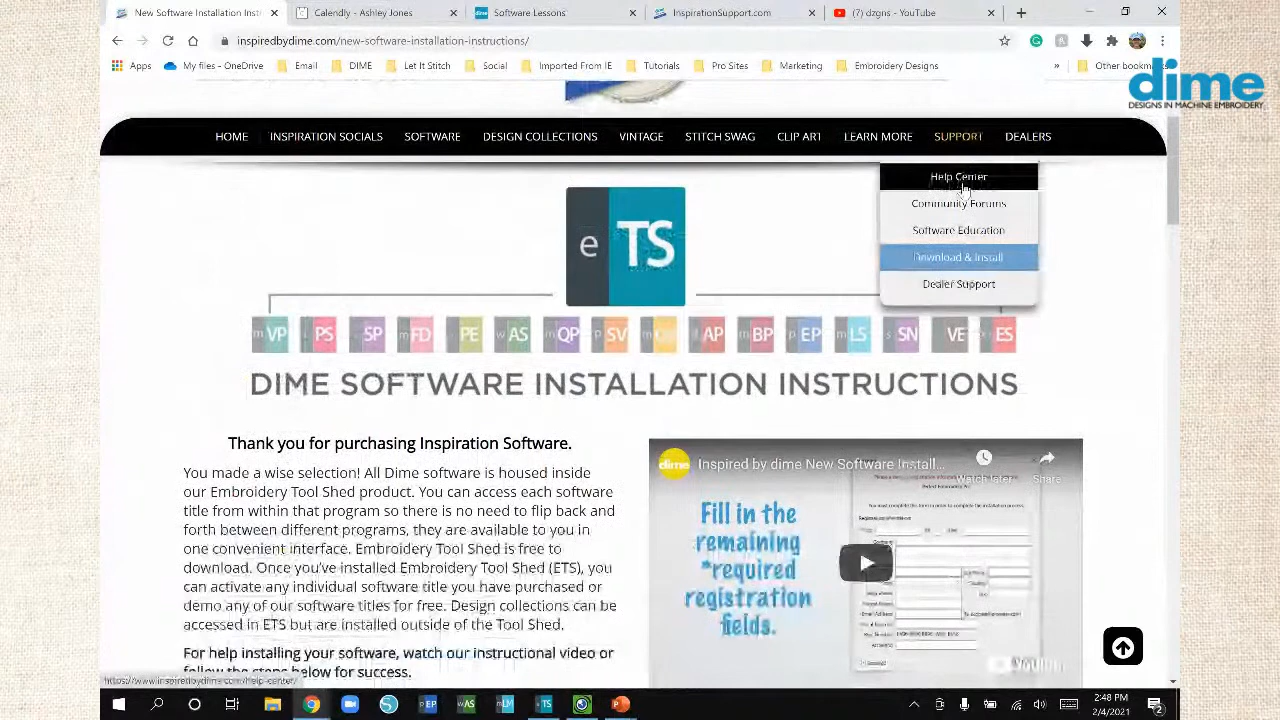 New Software Installation Inst
Calendly - Ashley Jones
Software Lessons
InspirationSupport.com
(7) dzgns - YouTube
inspiredbydime.com/new-software-installation-instructions/
Apps
My files - OneDrive
Email
DIME
Let It Stitch
Social
Imported From IE
Tutorials
Pro Sites
Marketing
Embroidery Designs
»
Other bookmarks
dime
DESIGNS IN MACHINE EMBROIDERY
HOME
INSPIRATION SOCIALS
SOFTWARE
DESIGN COLLECTIONS
VINTAGE
STITCH SWAG
CLIP ART
LEARN MORE
SUPPORT
DEALERS
Help Center
Community Forums
Software Education
Download & Install
Dealer Support
e TS
m VP
PS
SP
m FD
PE
w AS
QP
p SV
m
AP
m BP
p EP
m LS
s SN
VE
ES
DIME SOFTWARE INSTALLATION INSTRUCTIONS
Thank you for purchasing Inspiration Software.
You made a wise selection! All Dime software is housed inside
our Embroidery Tool Shed product. You can access each software
title from within that program so there is no need to flip back and
forth between different programs. They are available to you in
one convenient interface. Embroidery Tool Shed is free to
download. Once you've installed Embroidery Tool Shed (ETS), you
can activate any individual software title you have purchased or
demo any of our software titles for free. Design collections can be
accessed in ETS but are installed outside of the Tool Shed.
For help installing your software, watch our instructional video or
follow the steps below for success.
dime
Inspired by dime New Software Install...
Watch later
Share
Fill in the
remaining
*required
registration
fields.
YouTube
https://www.inspiredbydime.com/help-center/
EP
AS
LM
TS
2:48 PM
2/4/2021